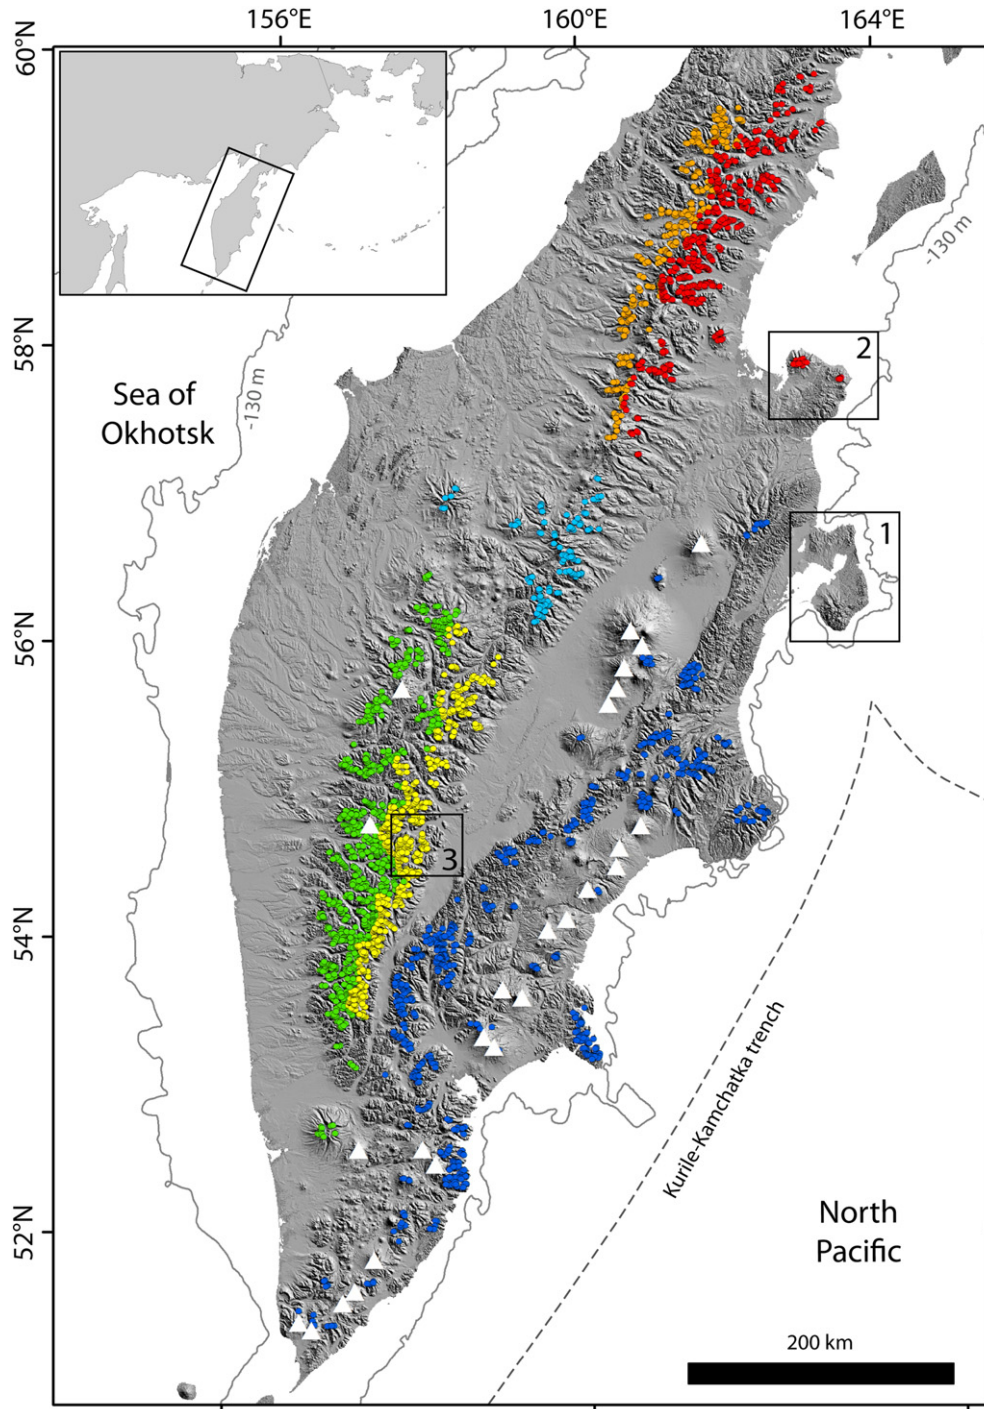 156°E
160°E
164°E
60°N
-130 m
58°N
2
Sea of
Okhotsk
-130 m
1
56°N
3
54°N
Kurile-Kamchatka trench
52°N
North
Pacific
200 km